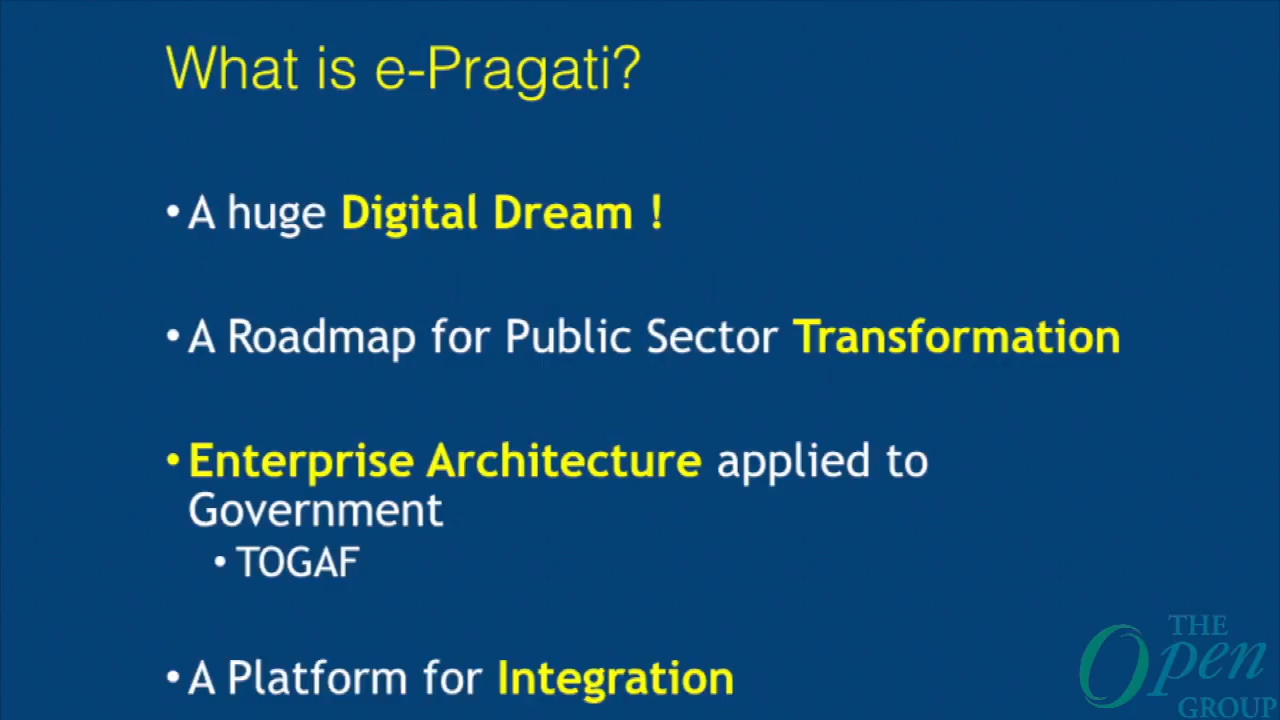 What is e-Pragati?
• A huge Digital Dream !
• A Roadmap for Public Sector Transformation
• Enterprise Architecture applied to
Government
• TOGAF
• A Platform for Integration
THE
Open
GROUP